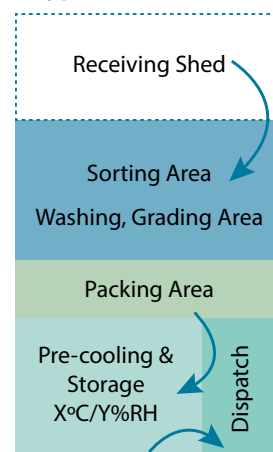 Receiving Shed
Sorting Area
Washing, Grading Area
Packing Area
Pre-cooling &
Storage
XºC/Y%RH
Dispatch